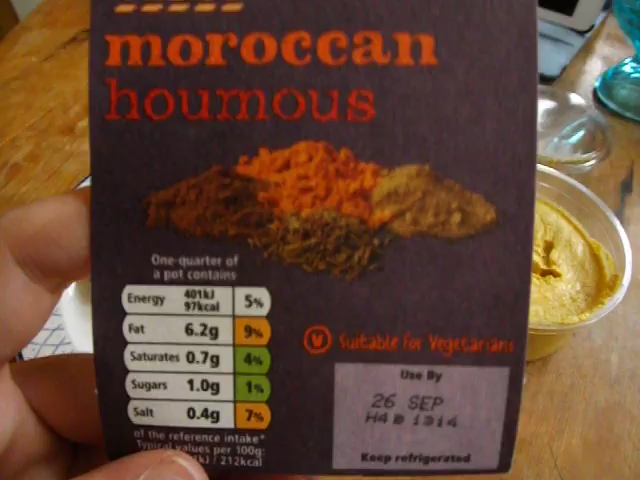 moroccan
houmous
One-quarter of
a pot contains
Energy 401kJ 97kcal 5%
Fat 6.2g 9%
Saturates 0.7g 4%
Sugars 1.0g 1%
Salt 0.4g 7%
of the reference intake*
Typical values per 100g:
kJ / 212kcal
V Suitable for Vegetarians
Use By
26 SEP
Keep refrigerated